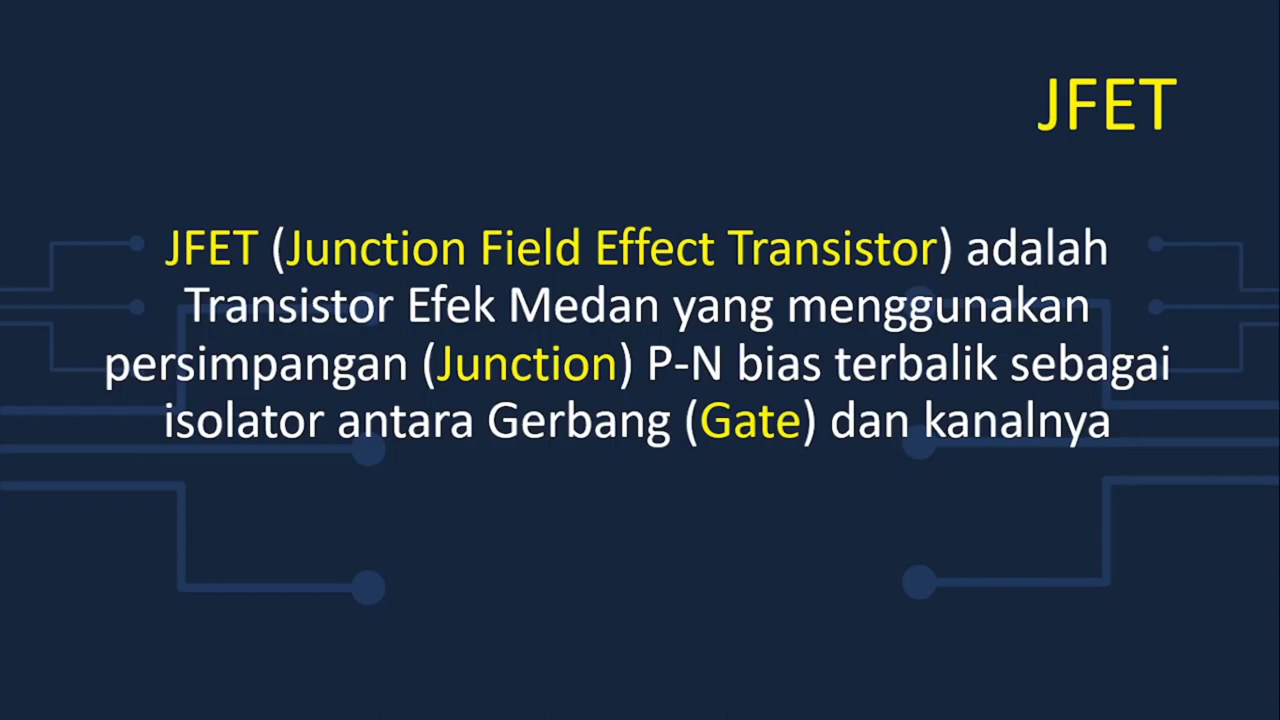 JFET
JFET (Junction Field Effect Transistor) adalah
Transistor Efek Medan yang menggunakan
persimpangan (Junction) P-N bias terbalik sebagai
isolator antara Gerbang (Gate) dan kanalnya